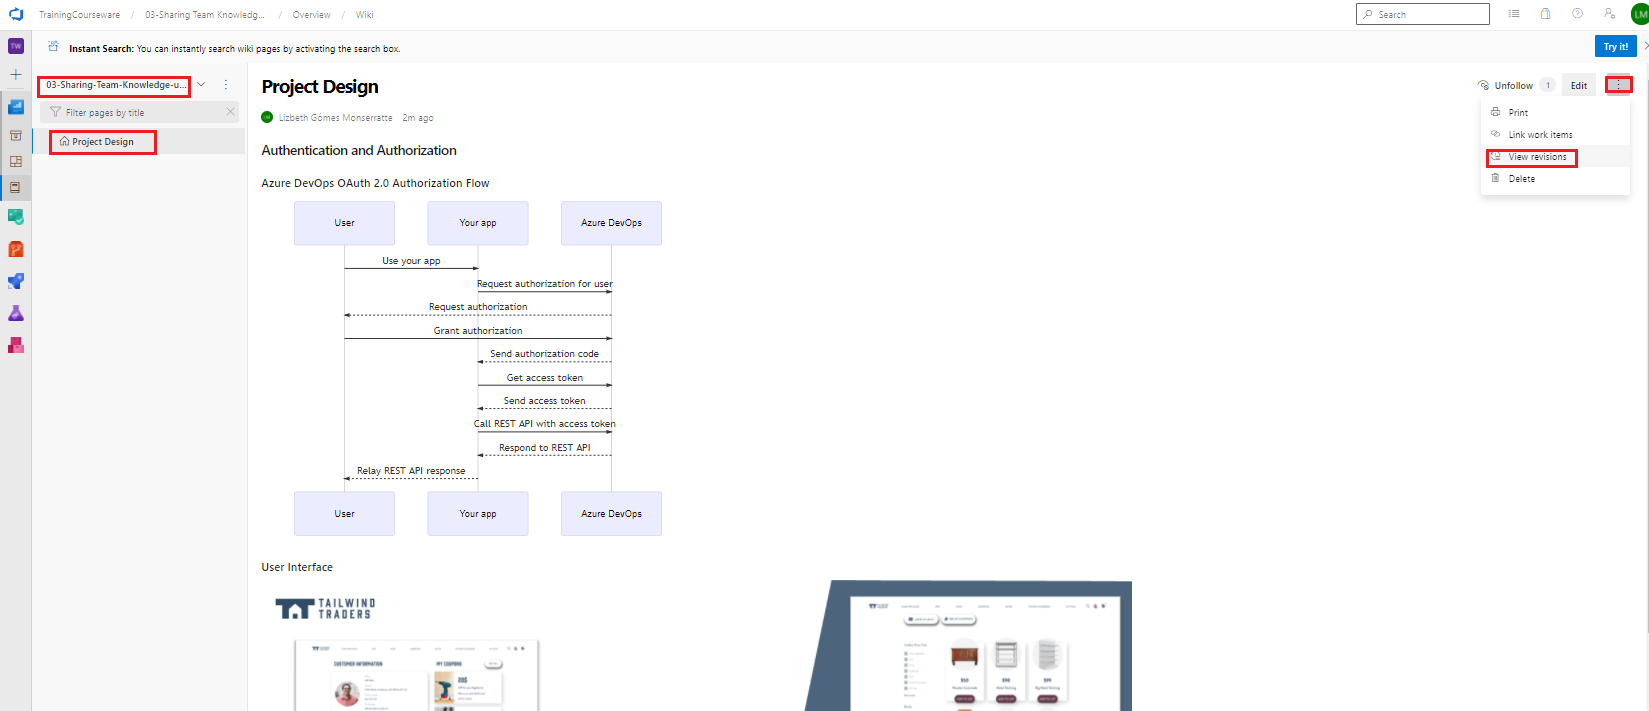 TrainingCourseware / 03-Sharing Team Knowledg... / Overview / Wiki
Search
LM
TW
Instant Search: You can instantly search wiki pages by activating the search box.
Try it!
03-Sharing-Team-Knowledge-u...
Filter pages by title
Project Design
Project Design
Unfollow 1 Edit
Lizbeth Gómes Monserratte 2m ago
Print
Link work items
View revisions
Delete
Authentication and Authorization
Azure DevOps OAuth 2.0 Authorization Flow
User Your app Azure DevOps
Use your app
Request authorization for user
Request authorization
Grant authorization
Send authorization code
Get access token
Send access token
Call REST API with access token
Respond to REST API
Relay REST API response
User Your app Azure DevOps
User Interface
TAILWIND
TRADERS
CUSTOMER INFORMATION MY COUPONS